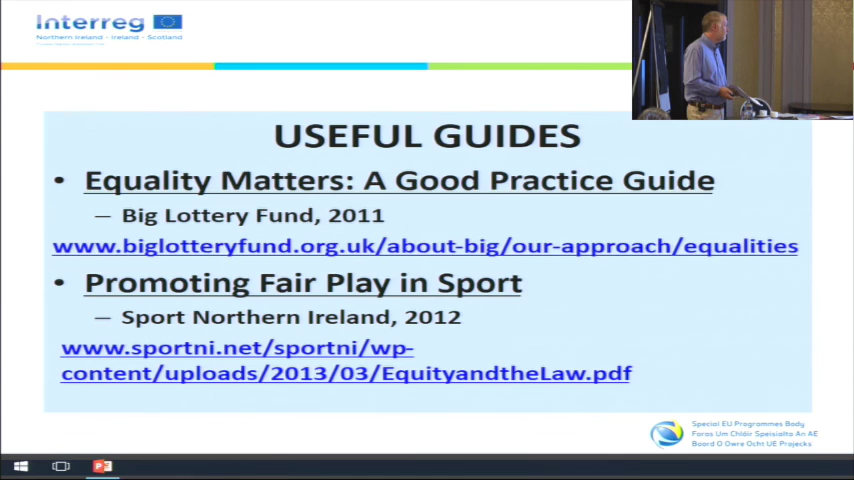 Interreg
Northern Ireland - Ireland - Scotland
USEFUL GUIDES
• Equality Matters: A Good Practice Guide
– Big Lottery Fund, 2011
www.biglotteryfund.org.uk/about-big/our-approach/equalities
• Promoting Fair Play in Sport
– Sport Northern Ireland, 2012
www.sportni.net/sportni/wp-
content/uploads/2013/03/EquityandtheLaw.pdf
Special EU Programmes Body
Foras Um Chláir Speisialta An AE
Boord O Owre Ocht UE Projecks